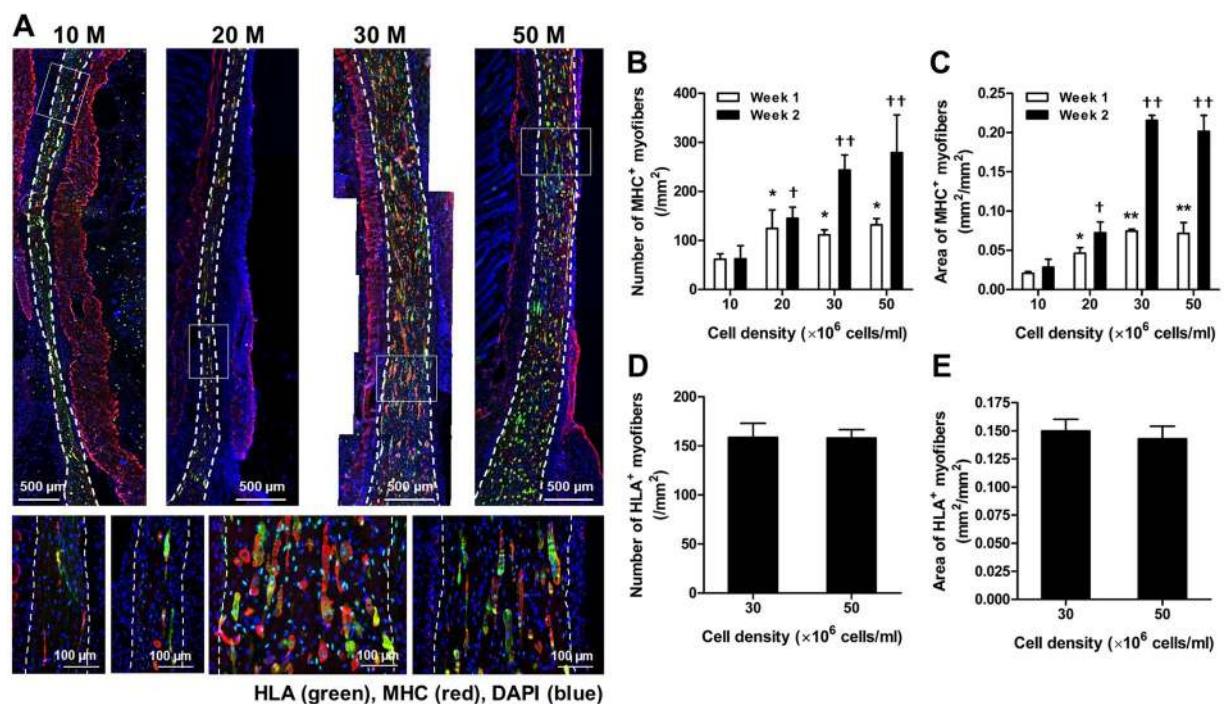 A
10 M
20 M
30 M
50 M
500 μm
500 μm
500 μm
500 μm
100 μm
100 μm
100 μm
100 μm
HLA (green), MHC (red), DAPI (blue)
B
Number of MHC⁺ myofibers
(/mm²)
400
300
200
100
0
Week 1
Week 2
*
†
*
††
*
††
10
20
30
50
Cell density (×10⁶ cells/ml)
C
Area of MHC⁺ myofibers
(mm²/mm²)
0.25
0.20
0.15
0.10
0.05
0.00
Week 1
Week 2
*
†
**
††
**
††
10
20
30
50
Cell density (×10⁶ cells/ml)
D
Number of HLA⁺ myofibers
(/mm²)
200
150
100
50
0
30
50
Cell density (×10⁶ cells/ml)
E
Area of HLA⁺ myofibers
(mm²/mm²)
0.175
0.150
0.125
0.100
0.075
0.050
0.025
0.000
30
50
Cell density (×10⁶ cells/ml)